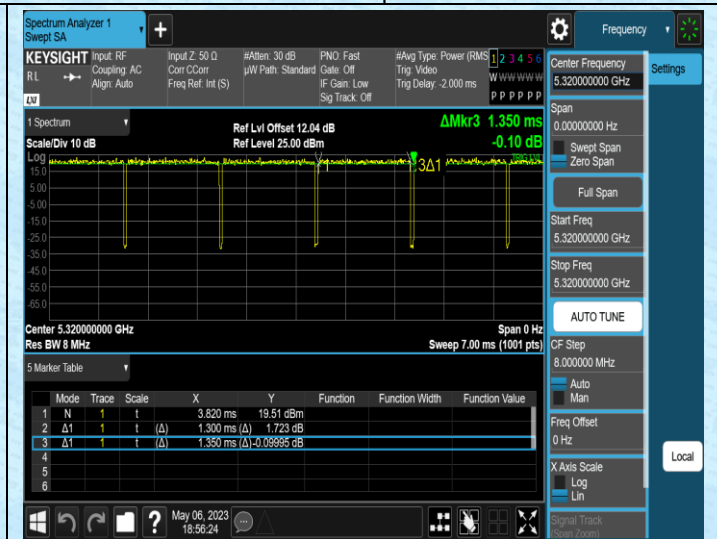 Spectrum Analyzer 1
Swept SA
+
Frequency
KEYSIGHT
RL
LXI
Input: RF
Coupling: AC
Align: Auto
Input Z: 50 Ω
Corr CCorr
Freq Ref: Int (S)
#Atten: 30 dB
µW Path: Standard
PNO: Fast
Gate: Off
IF Gain: Low
Sig Track: Off
#Avg Type: Power (RMS
Trig: Video
Trig Delay: -2.000 ms
1 2 3 4 5 6
W W W W W W
P P P P P P
1 Spectrum
Scale/Div 10 dB
Ref Lvl Offset 12.04 dB
Ref Level 25.00 dBm
ΔMkr3 1.350 ms
-0.10 dB
Log
15.0
5.00
-5.00
-15.0
-25.0
-35.0
-45.0
-55.0
-65.0
1
3Δ1
TRIG LVL
Center 5.320000000 GHz
Res BW 8 MHz
Span 0 Hz
Sweep 7.00 ms (1001 pts)
5 Marker Table
Mode Trace Scale X Y Function Function Width Function Value
1 N 1 t 3.820 ms 19.51 dBm
2 Δ1 1 t (Δ) 1.300 ms (Δ) 1.723 dB
3 Δ1 1 t (Δ) 1.350 ms (Δ) -0.09995 dB
4
5
6
?
May 06, 2023
18:56:24
Center Frequency
5.320000000 GHz
Span
0.00000000 Hz
Swept Span
Zero Span
Full Span
Start Freq
5.320000000 GHz
Stop Freq
5.320000000 GHz
AUTO TUNE
CF Step
8.000000 MHz
Auto
Man
Freq Offset
0 Hz
X Axis Scale
Log
Lin
Signal Track
(Span Zoom)
Settings
Local